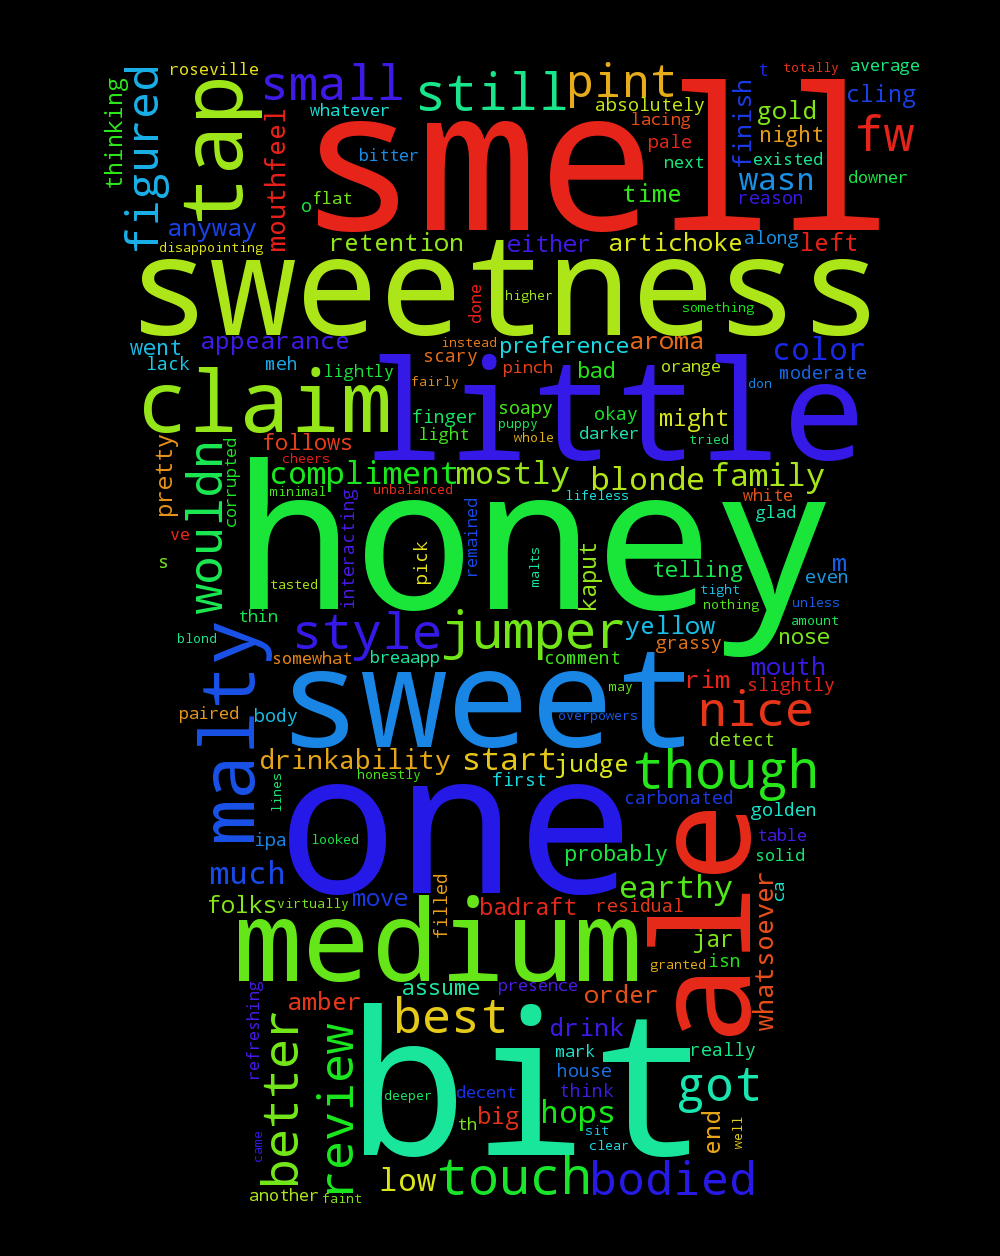 roseville
small
still
pint
t
totally
average
thinking
figured
tap
whatever
mouthfeel
smell
absolutely
lacing
pale
next
finish
gold
cling
night
fw
bitter
existed
wasn
downer
time
reason
o
flat
anyway
disappointing
retention
either
artichoke
along
left
sweetness
higher
done
something
went
appearance
instead
preference
aroma
color
lack
meh
lightly
scary
pinch
bad
orange
moderate
claim
little
fairly
don
finger
soapy
okay
might
light
puppy
whole
darker
tried
pretty
wouldn
corrupted
follows
cheers
compliment
mostly
blonde
family
minimal
unbalanced
lifeless
white
glad
honey
interacting
remained
ve
pick
malts
kaput
telling
m
s
tasted
tight
even
nothing
unless
thin
amount
blond
style
jumper
yellow
nose
grassy
malty
somewhat
breaapp
comment
mouth
sweet
rim
slightly
may
paired
body
overpowers
nice
detect
drinkability
start
judge
though
honestly
first
lines
one
carbonated
golden
ipa
looked
table
ale
probably
solid
much
earthy
folks
virtually
move
filled
badraft
residual
whatsoever
ca
medium
jar
granted
isn
assume
presence
refreshing
amber
best
order
better
review
bit
drink
really
mark
house
deeper
decent
think
got
th
big
hops
sit
clear
end
well
came
low
touch
bodied
another
faint